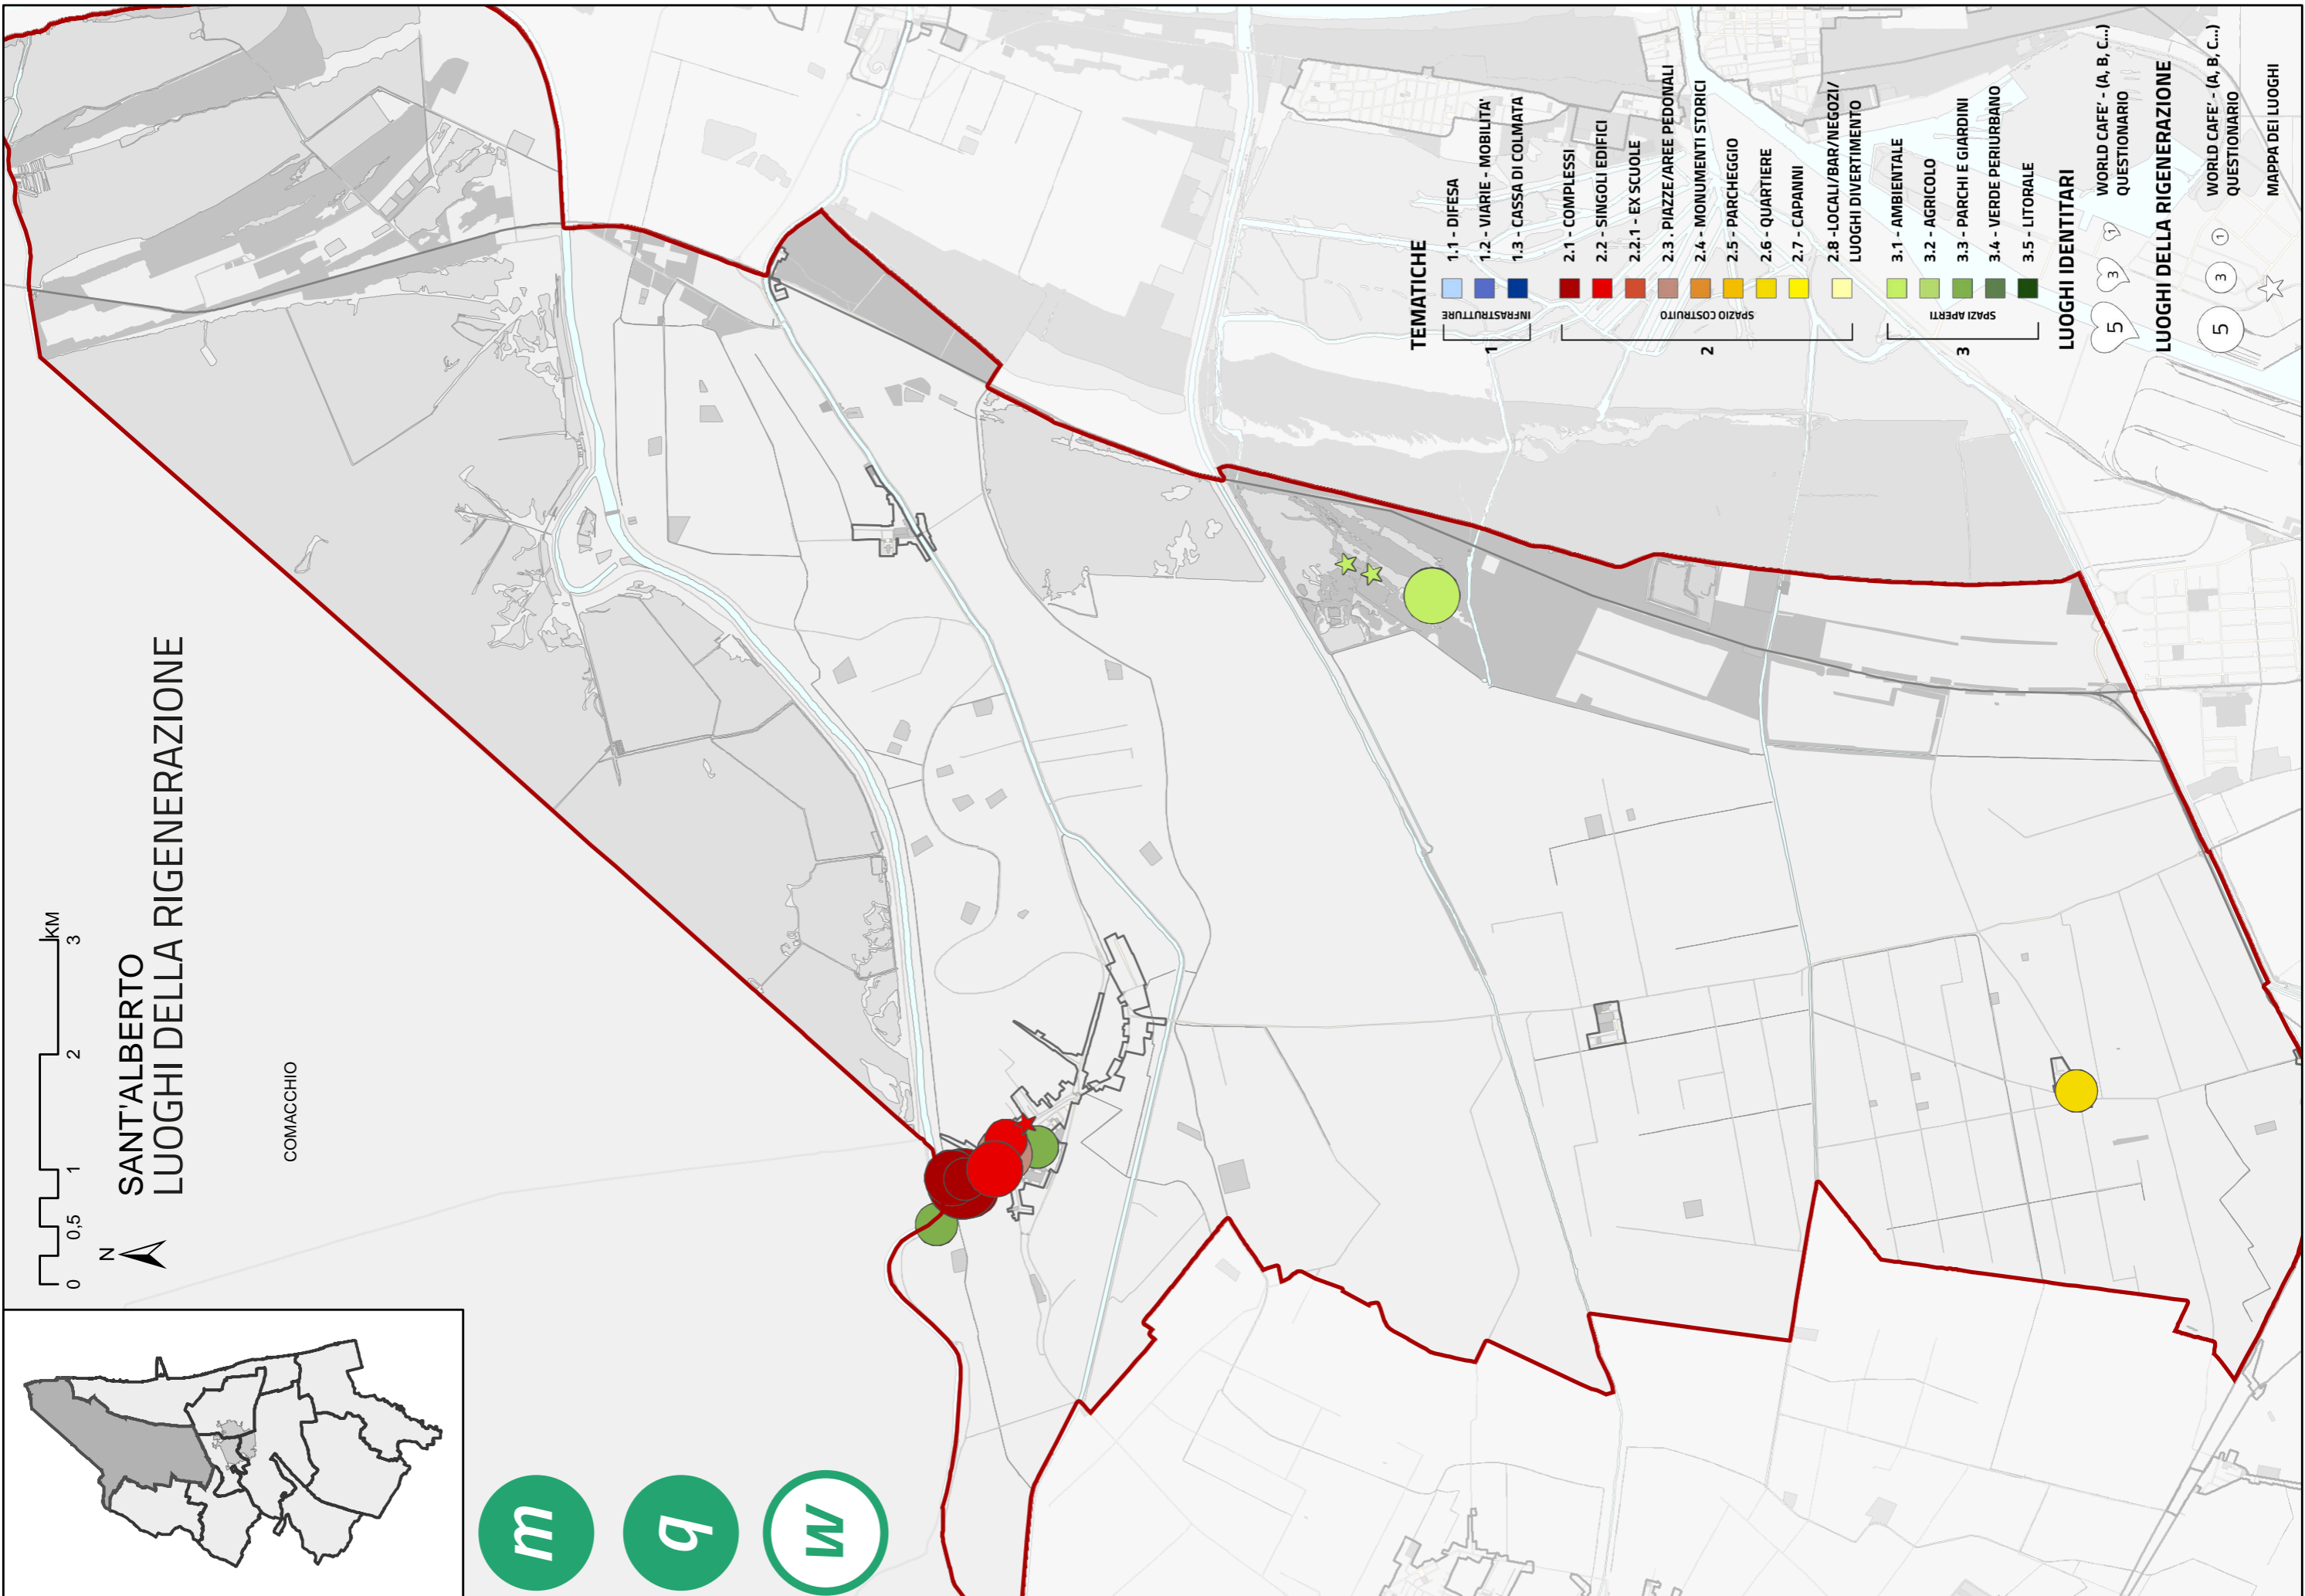 SANT'ALBERTO
LUOGHI DELLA RIGENERAZIONE
0 0,5 1 2 3
KM
N
COMACCHIO
m
q
w
TEMATICHE
1
INFRASTRUTTURE
1.1 - DIFESA
1.2 - VIARIE - MOBILITA'
1.3 - CASSA DI COLMATA
2
SPAZIO COSTRUITO
2.1 - COMPLESSI
2.2 - SINGOLI EDIFICI
2.2.1 - EX SCUOLE
2.3 . PIAZZE/AREE PEDONALI
2.4 - MONUMENTI STORICI
2.5 - PARCHEGGIO
2.6 - QUARTIERE
2.7 - CAPANNI
2.8 -LOCALI/BAR/NEGOZI/
LUOGHI DIVERTIMENTO
3
SPAZI APERTI
3.1 - AMBIENTALE
3.2 - AGRICOLO
3.3 - PARCHI E GIARDINI
3.4 - VERDE PERIURBANO
3.5 - LITORALE
LUOGHI IDENTITARI
5 3 1
WORLD CAFE' - (A, B, C...)
QUESTIONARIO
LUOGHI DELLA RIGENERAZIONE
5 3 1
WORLD CAFE' - (A, B, C...)
QUESTIONARIO
MAPPA DEI LUOGHI